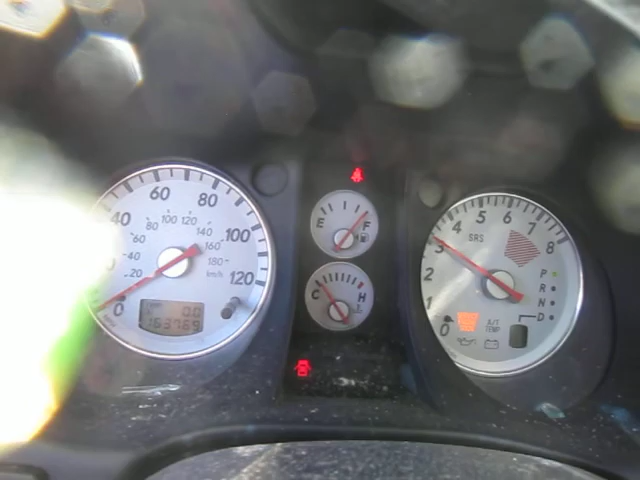 60 80
40 100 120
80 140 100
60 160
40 180
20 km/h 120
0
0.0
153769
E F
C H
4 5 6 7
3 SRS 8
2
1
0
A/T
TEMP
P
R
N
D